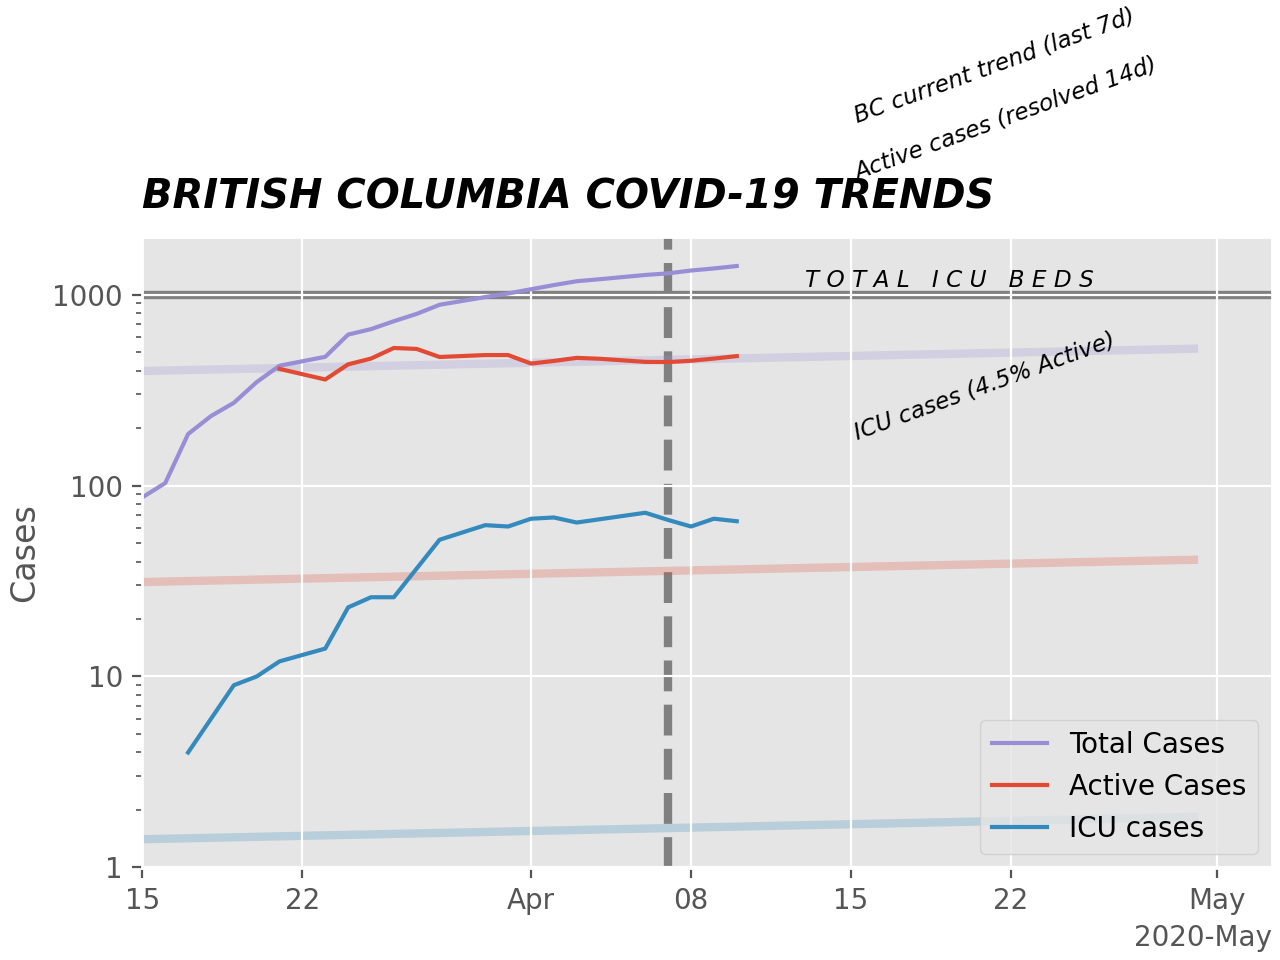 BC current trend (last 7d)
Active cases (resolved 14d)
BRITISH COLUMBIA COVID-19 TRENDS
TOTAL ICU BEDS
1000
ICU cases (4.5% Active)
100
Cases
10
Total Cases
Active Cases
ICU cases
1
15 22 Apr 08 15 22 May
2020-May